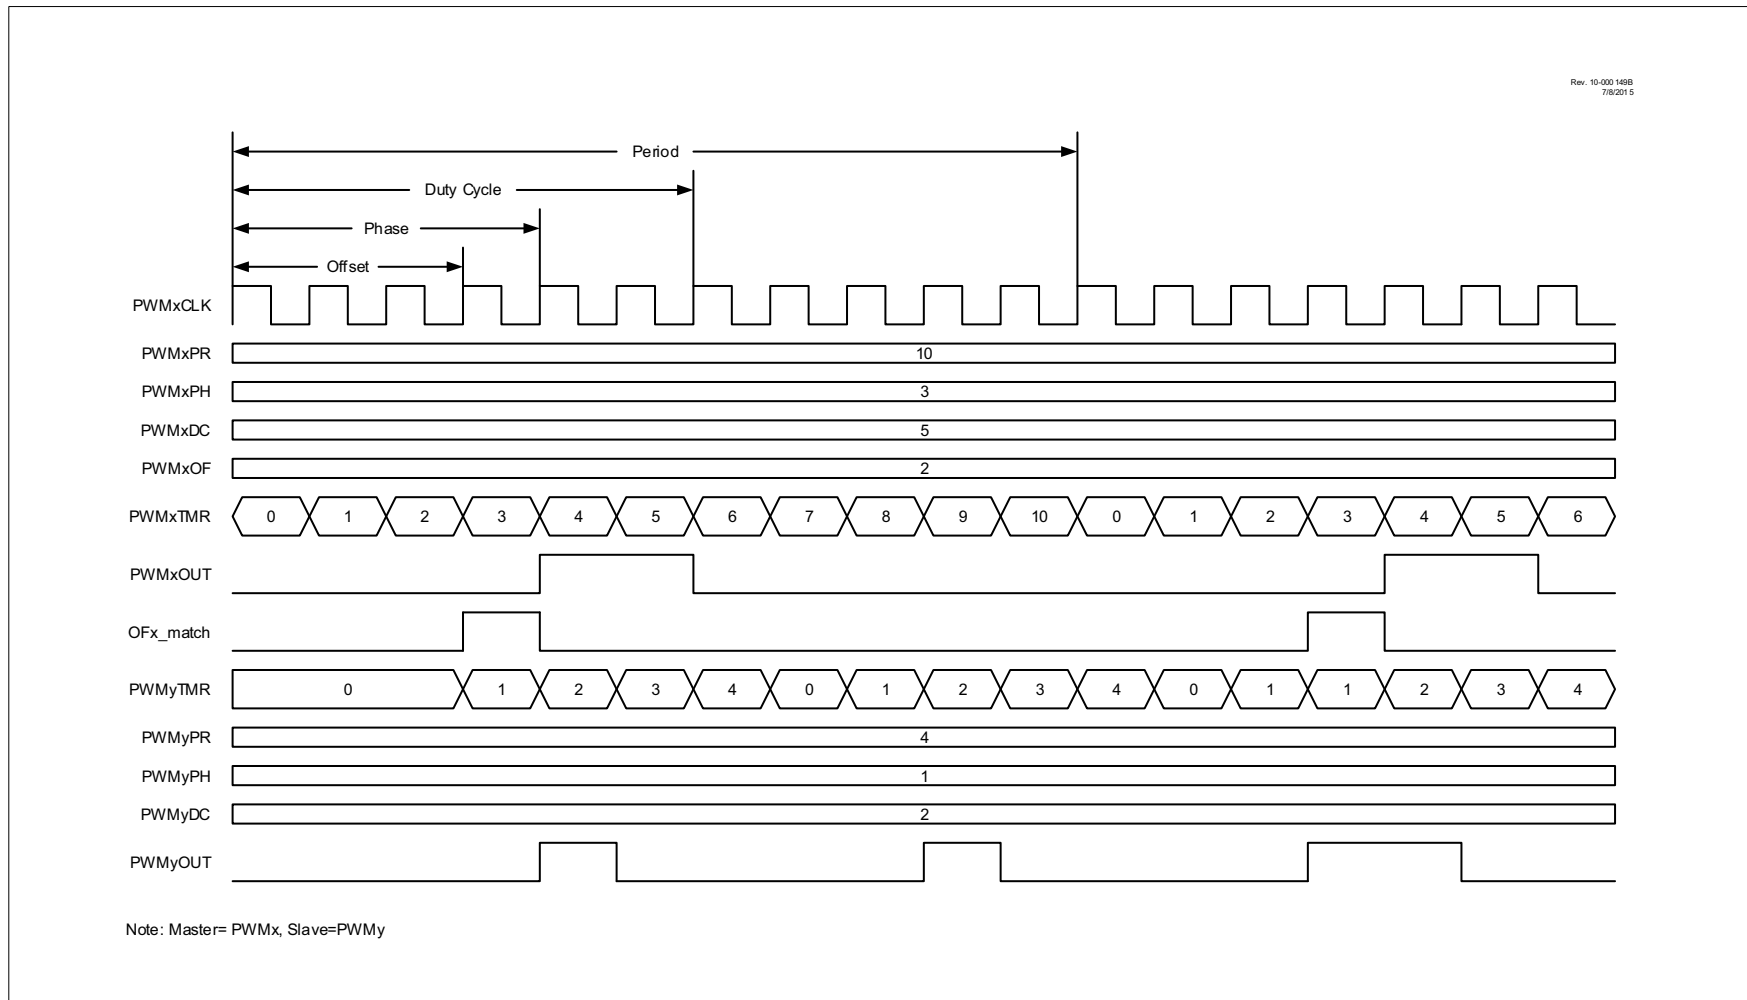 Rev. 10-000 149B
7/8/201 5
Period
Duty Cycle
Phase
Offset
PWMxCLK
PWMxPR 10
PWMxPH 3
PWMxDC 5
PWMxOF 2
PWMxTMR 0 1 2 3 4 5 6 7 8 9 10 0 1 2 3 4 5 6
PWMxOUT
OFx_match
PWMyTMR 0 1 2 3 4 0 1 2 3 4 0 1 1 2 3 4
PWMyPR 4
PWMyPH 1
PWMyDC 2
PWMyOUT
Note: Master= PWMx, Slave=PWMy